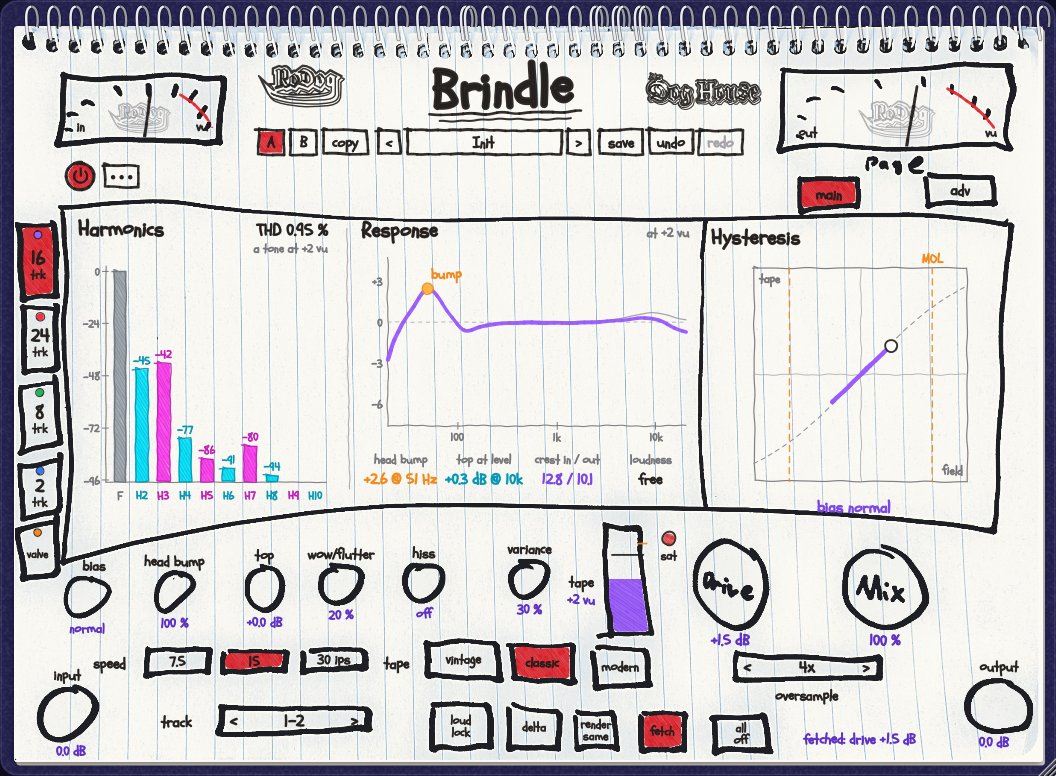 RoDog
Brindle
The Dog House
in
RoDog
vu
A
B
copy
<
Init
>
save
undo
redo
out
RoDog
vu
...
Page
main
adv
16
trk
24
trk
8
trk
2
trk
valve
Harmonics
THD 0.45 %
a tone at +2 vu
0
-24
-48
-72
-96
-45
-42
-77
-86
-91
-80
-94
F H2 H3 H4 H5 H6 H7 H8 H9 H10
Response
at +2 vu
bump
+3
0
-3
-6
100 1k 10k
head bump top at level crest in / out loudness
+2.6 @ 51 Hz +0.3 dB @ 10k 12.8 / 10.1 free
Hysteresis
MOL
tape
field
bias normal
bias
normal
head bump
100 %
top
+0.0 dB
wow/flutter
20 %
hiss
off
variance
30 %
tape
+2 vu
sat
Drive
+1.5 dB
Mix
100 %
input
0.0 dB
speed
7.5
15
30 ips
tape
vintage
classic
modern
< 4x >
oversample
output
0.0 dB
track
< 1-2 >
loud
lock
delta
render
same
fetch
all
off
fetched: drive +1.5 dB